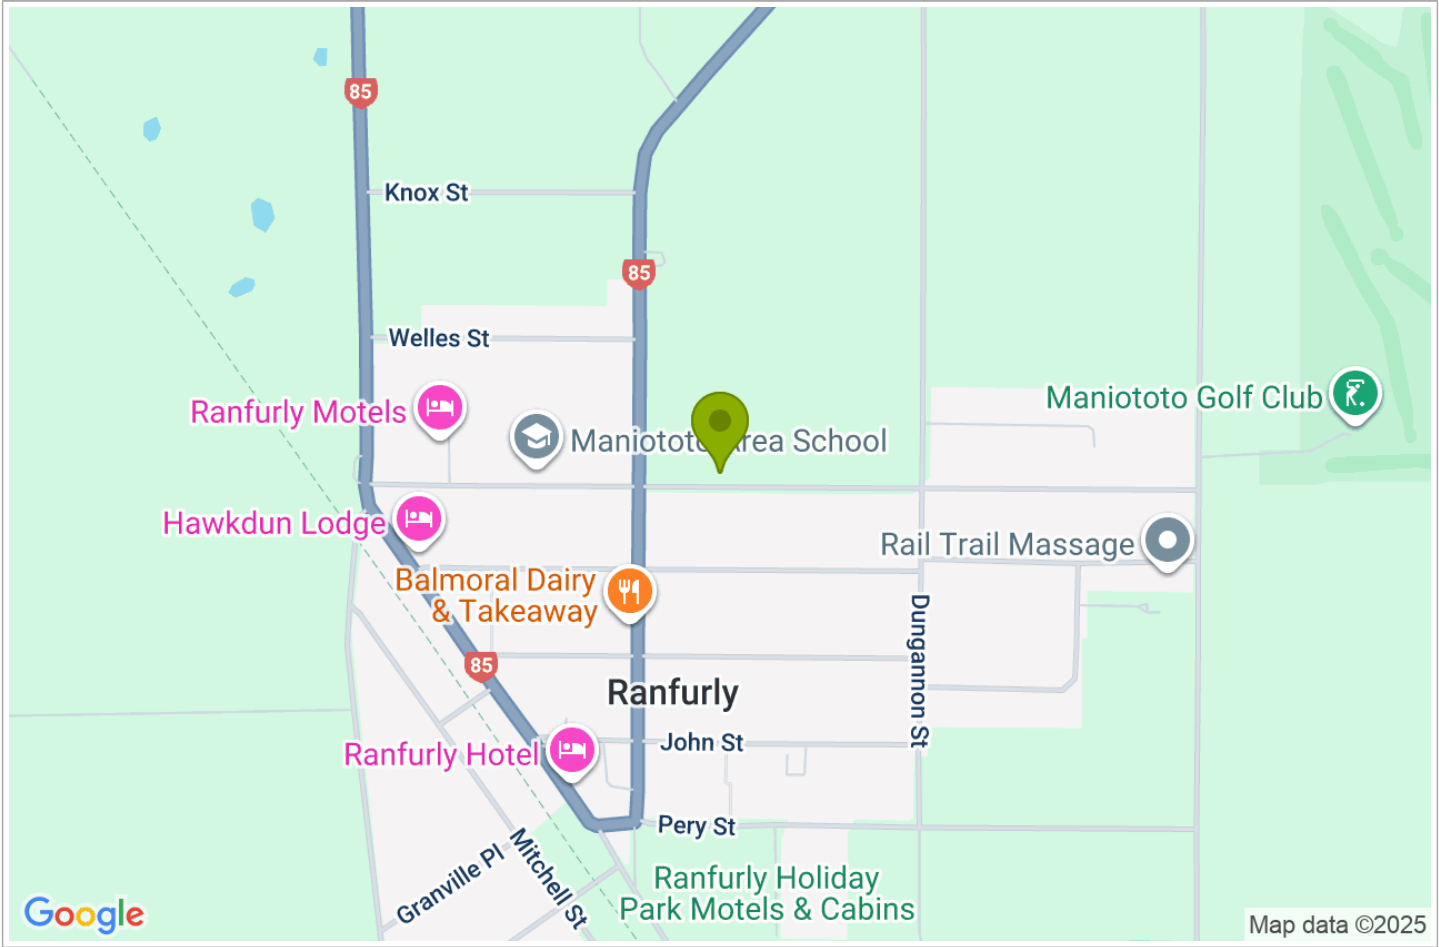 85
Knox St
85
Welles St
Ranfurly Motels
Maniototo Golf Club
Maniototo Area School
Hawkdun Lodge
Rail Trail Massage
Balmoral Dairy
& Takeaway
Dungannon St
85
Ranfurly
John St
Ranfurly Hotel
Pery St
Mitchell St
Granville Pl
Ranfurly Holiday
Park Motels & Cabins
Google
Map data ©2025